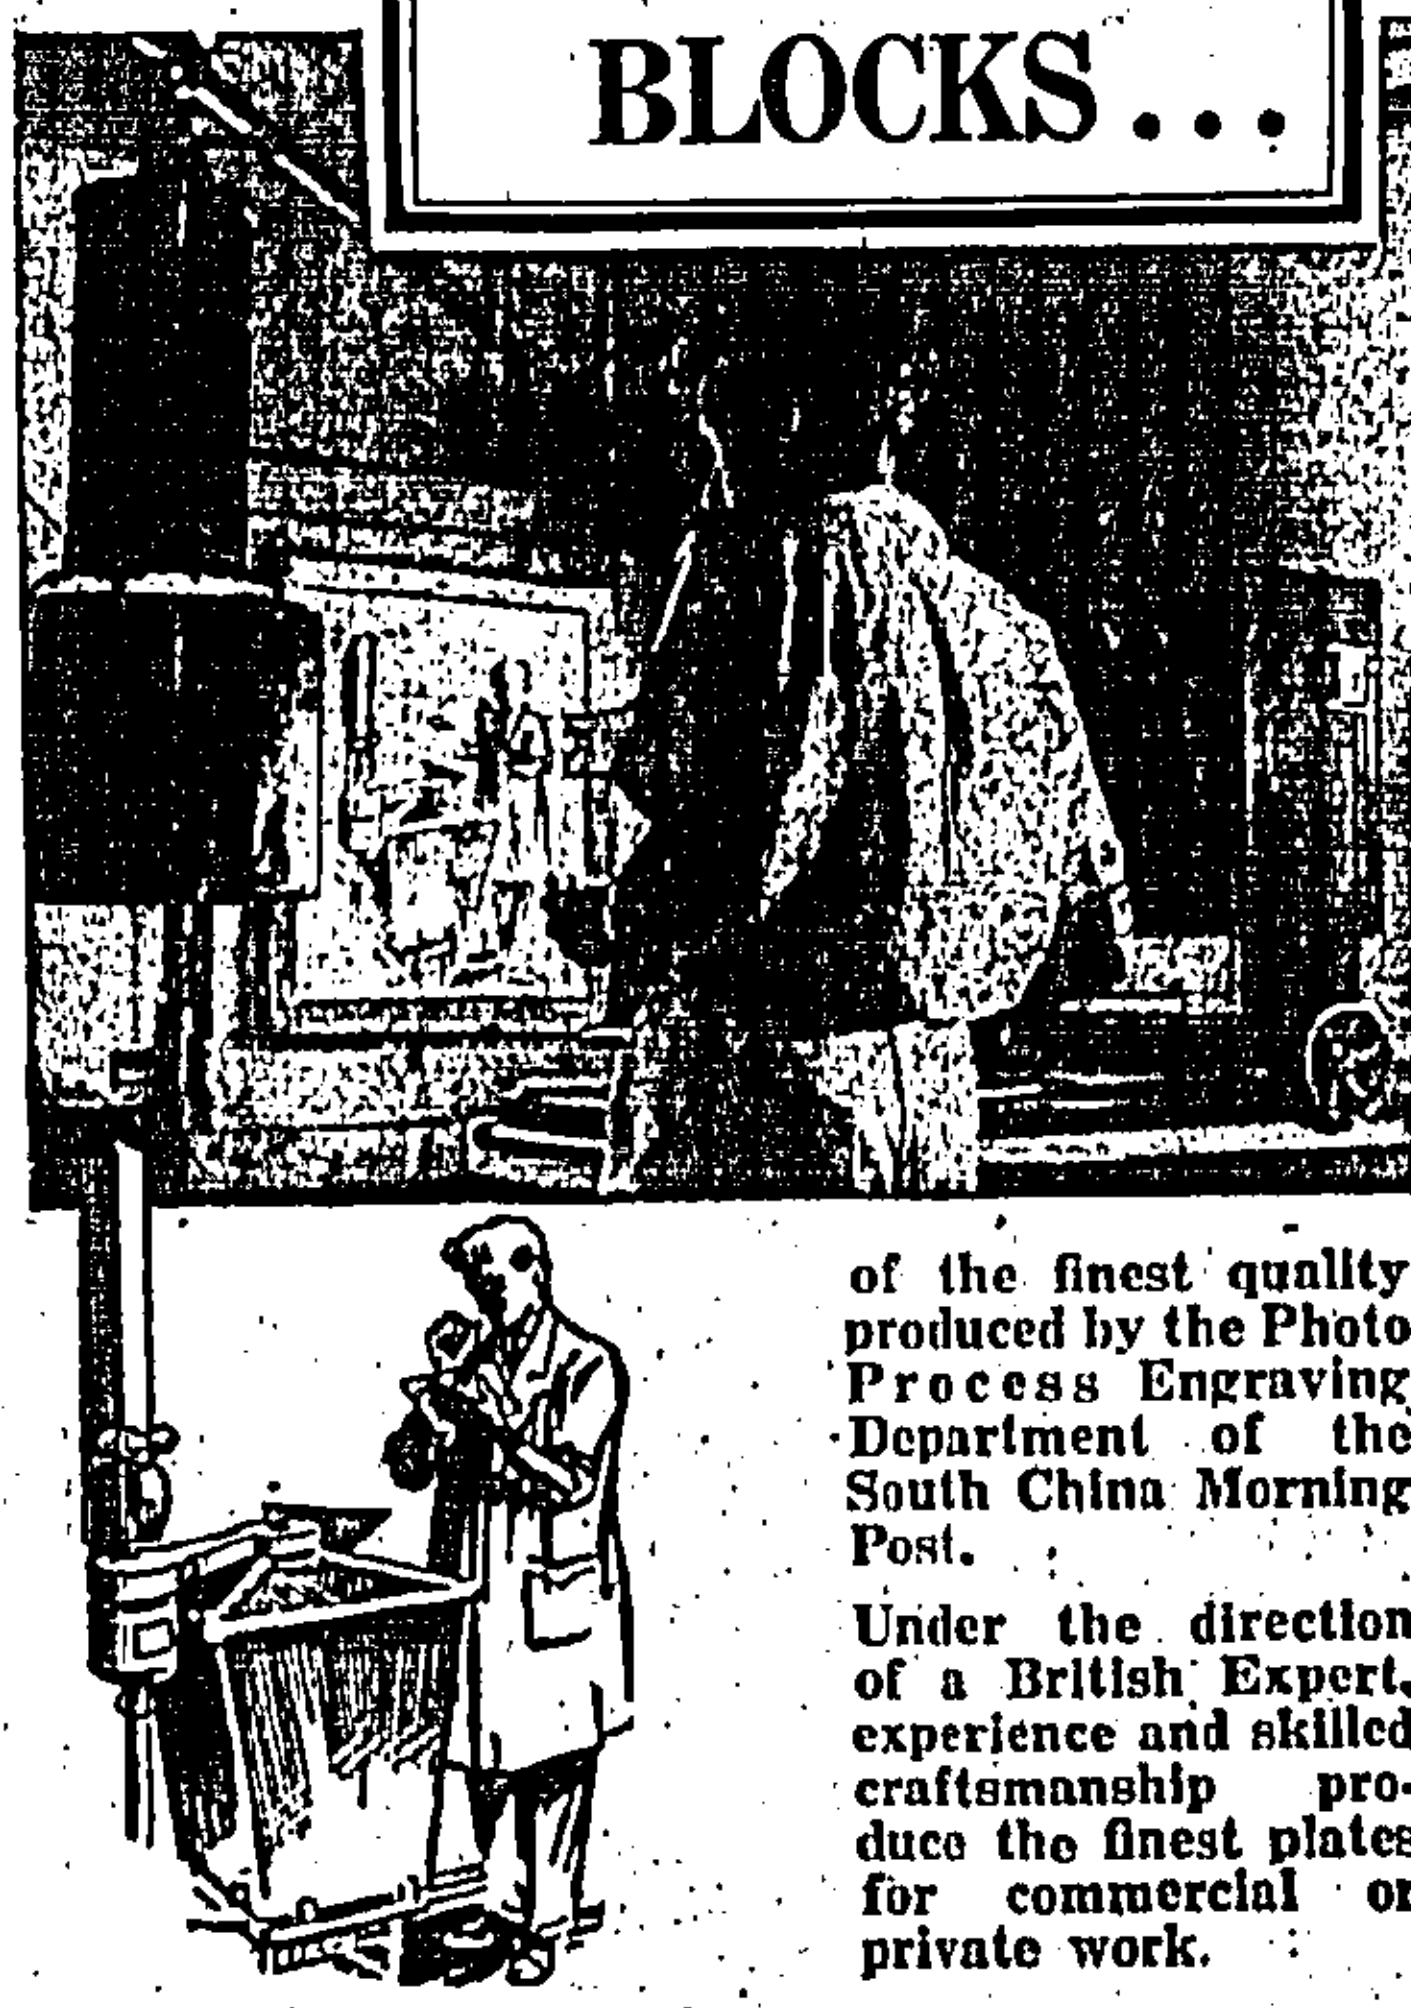 BLOCKS...
of the finest quality
produced by the Photo
Process Engraving
Department of the
South China Morning
Post.
Under the direction
of a British Expert,
experience and skilled
craftsmanship pro-
duce the finest plates
for commercial or
private work.